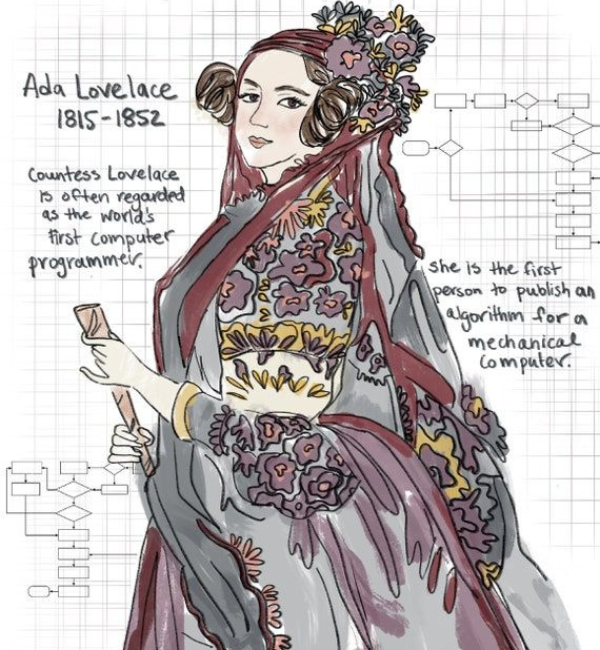 Ada Lovelace
1815-1852
Countess Lovelace
is often regarded
as the world's
first computer
programmer.
she is the first
person to publish an
algorithm for a
mechanical
computer.